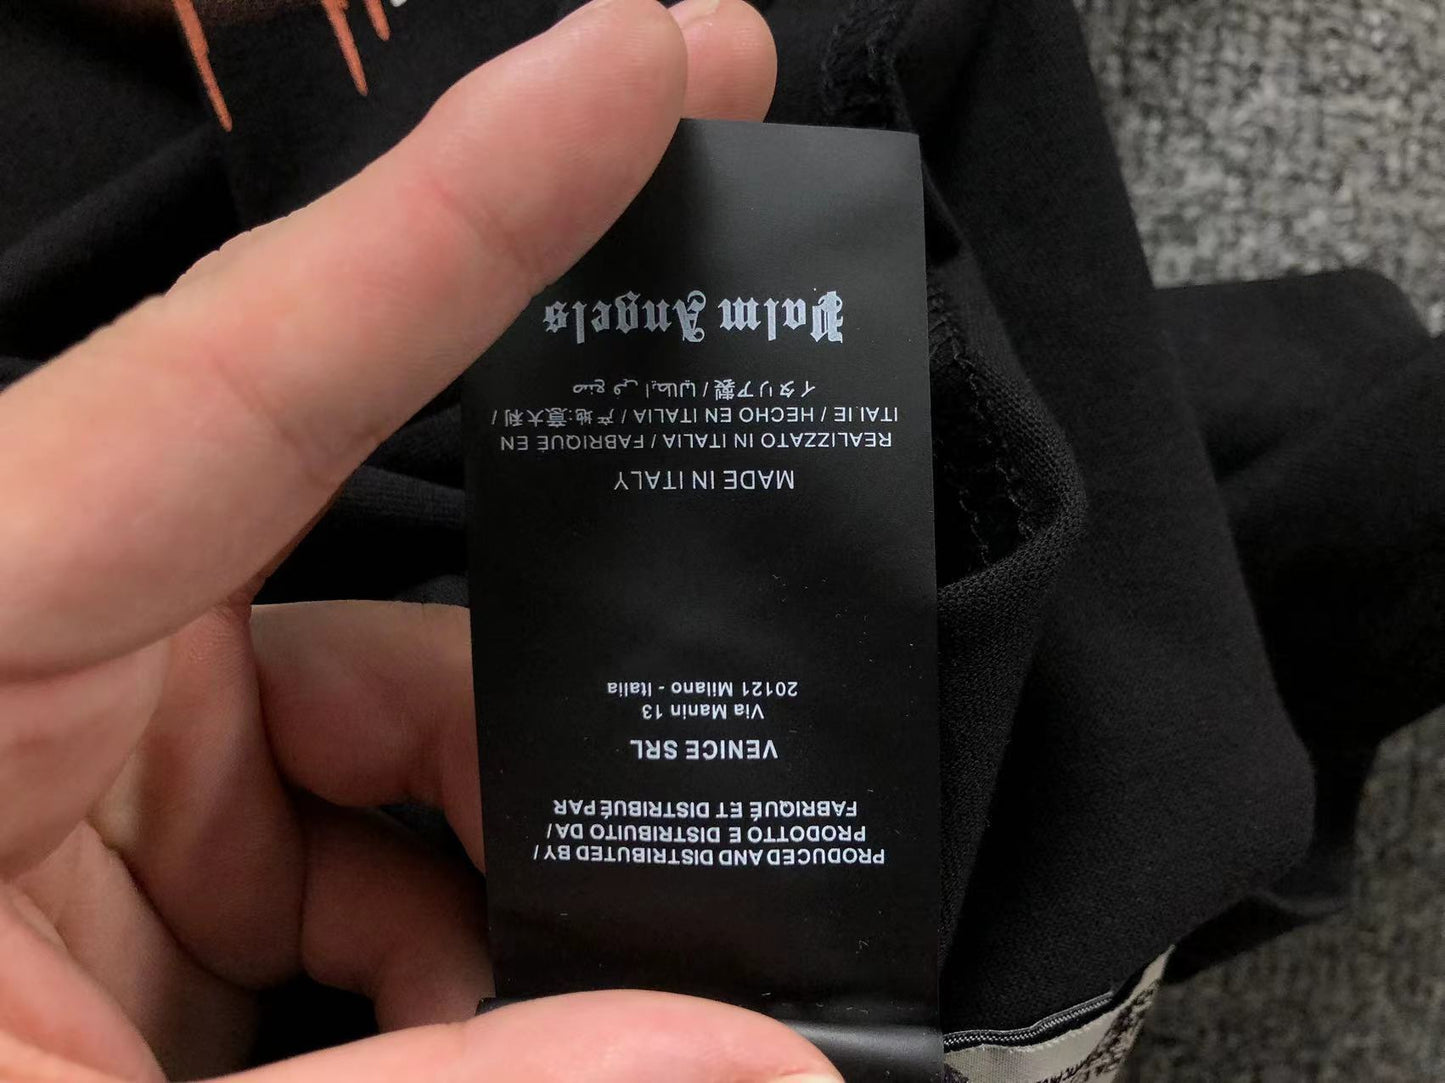 Palm Angels
イタリア製 / صنع في ايطاليا
ITALIE / HECHO EN ITALIA / 产地:意大利 /
REALIZZATO IN ITALIA / FABRIQUÉ EN
MADE IN ITALY
20121 Milano - Italia
Via Manin 13
VENICE SRL
FABRIQUÉ ET DISTRIBUÉ PAR
PRODOTTO E DISTRIBUITO DA /
PRODUCED AND DISTRIBUTED BY /